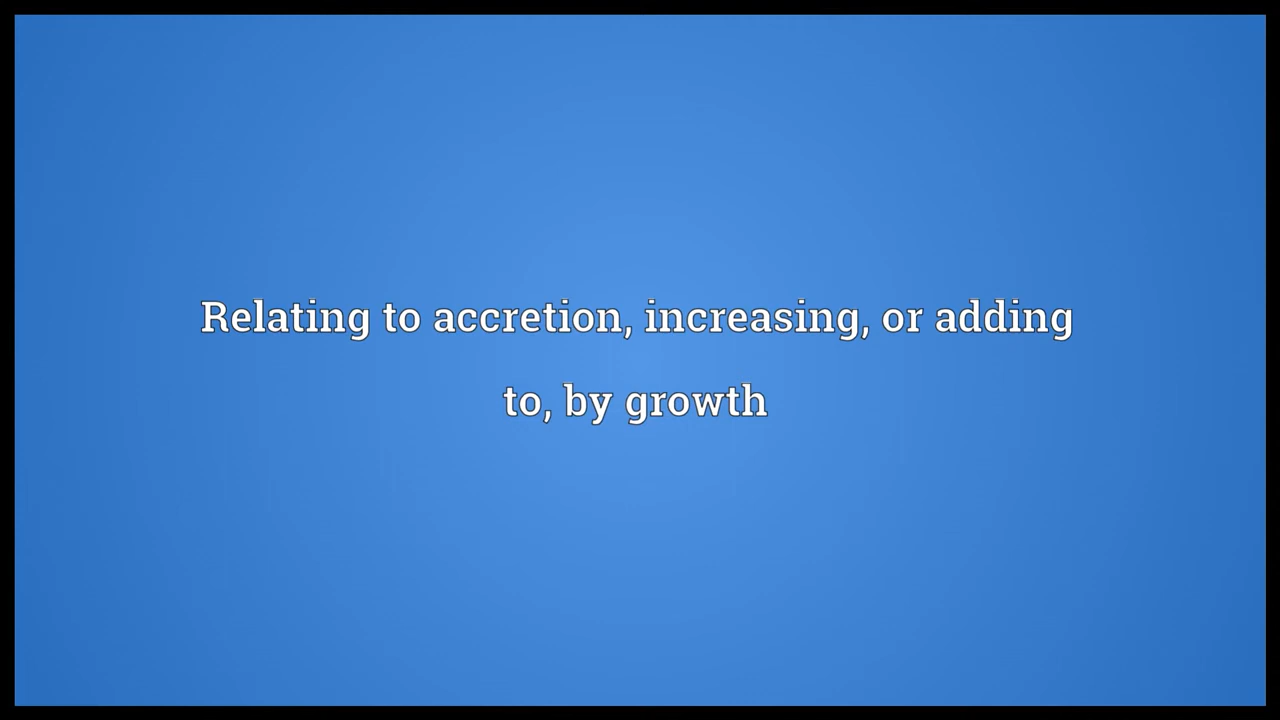 Relating to accretion, increasing, or adding
to, by growth